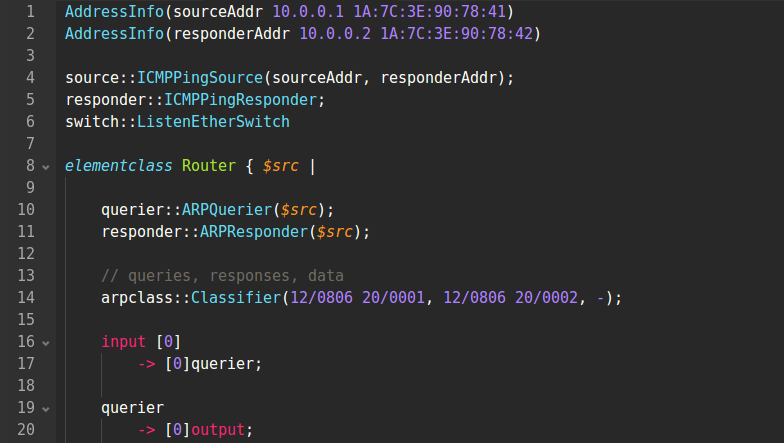 1 AddressInfo(sourceAddr 10.0.0.1 1A:7C:3E:90:78:41)
2 AddressInfo(responderAddr 10.0.0.2 1A:7C:3E:90:78:42)
3
4 source::ICMPPingSource(sourceAddr, responderAddr);
5 responder::ICMPPingResponder;
6 switch::ListenEtherSwitch
7
8 elementclass Router { $src |
9
10 querier::ARPQuerier($src);
11 responder::ARPResponder($src);
12
13 // queries, responses, data
14 arpclass::Classifier(12/0806 20/0001, 12/0806 20/0002, -);
15
16 input [0]
17 -> [0]querier;
18
19 querier
20 -> [0]output;